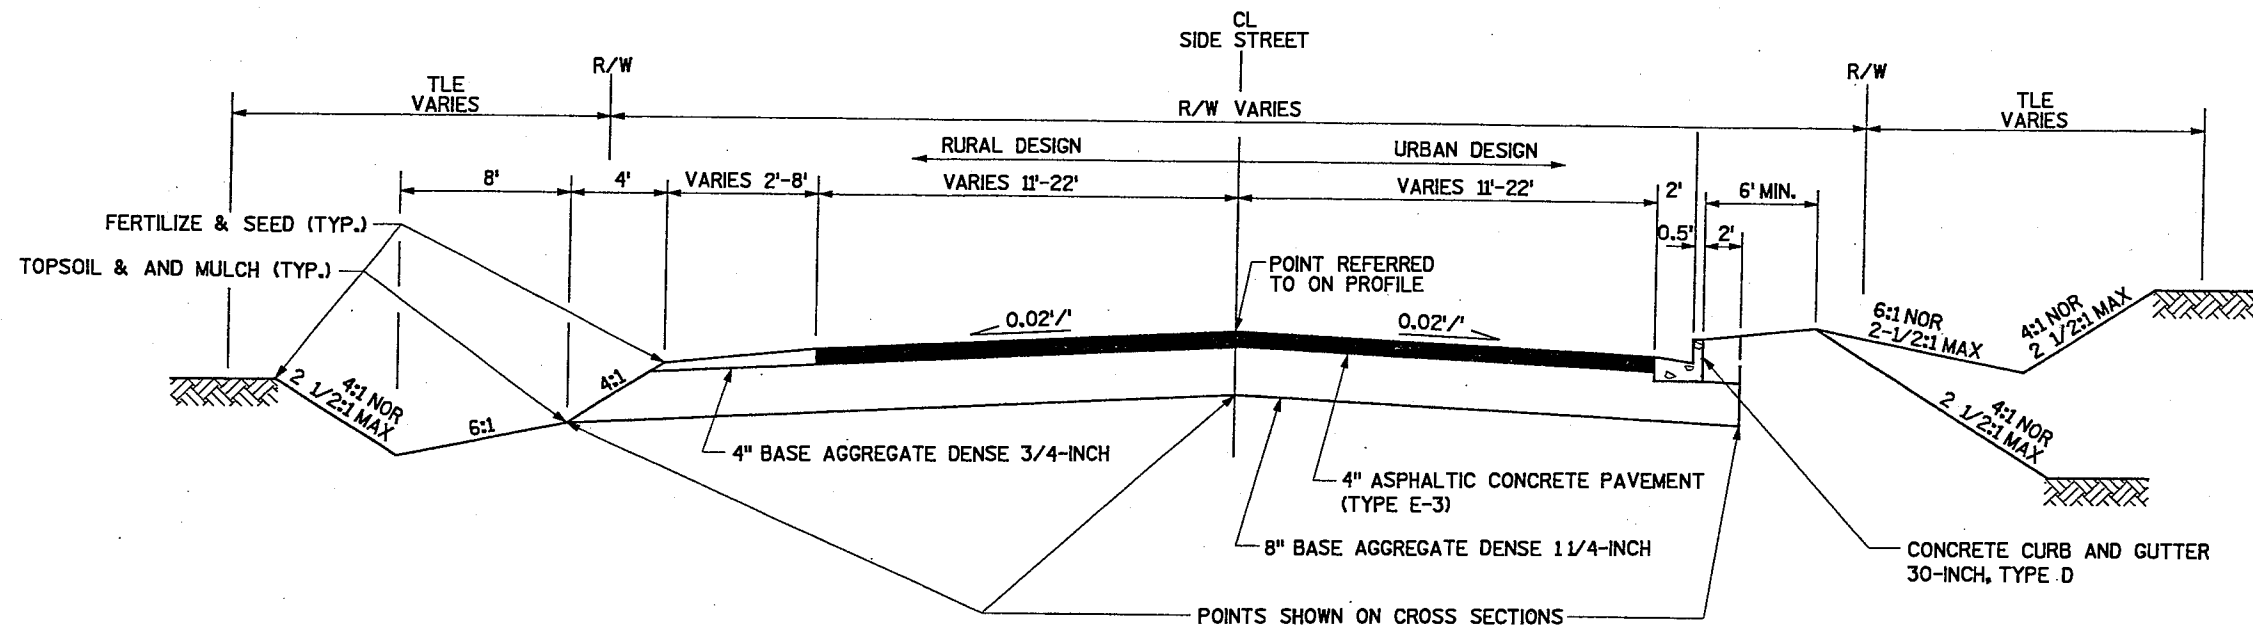 CL
SIDE STREET
R/W
R/W
TLE
VARIES
R/W VARIES
TLE
VARIES
RURAL DESIGN
URBAN DESIGN
8'
4'
VARIES 2'-8'
VARIES 11'-22'
VARIES 11'-22'
2'
6' MIN.
FERTILIZE & SEED (TYP.)
0.5'
2'
TOPSOIL & AND MULCH (TYP.)
POINT REFERRED
TO ON PROFILE
0.02'/'
0.02'/'
6:1 NOR
2-1/2:1 MAX
4:1 NOR
2 1/2:1 MAX
4:1 NOR
2 1/2:1 MAX
6:1
4:1
4:1 NOR
2 1/2:1 MAX
4" BASE AGGREGATE DENSE 3/4-INCH
4" ASPHALTIC CONCRETE PAVEMENT
(TYPE E-3)
8" BASE AGGREGATE DENSE 1 1/4-INCH
CONCRETE CURB AND GUTTER
30-INCH, TYPE D
POINTS SHOWN ON CROSS SECTIONS